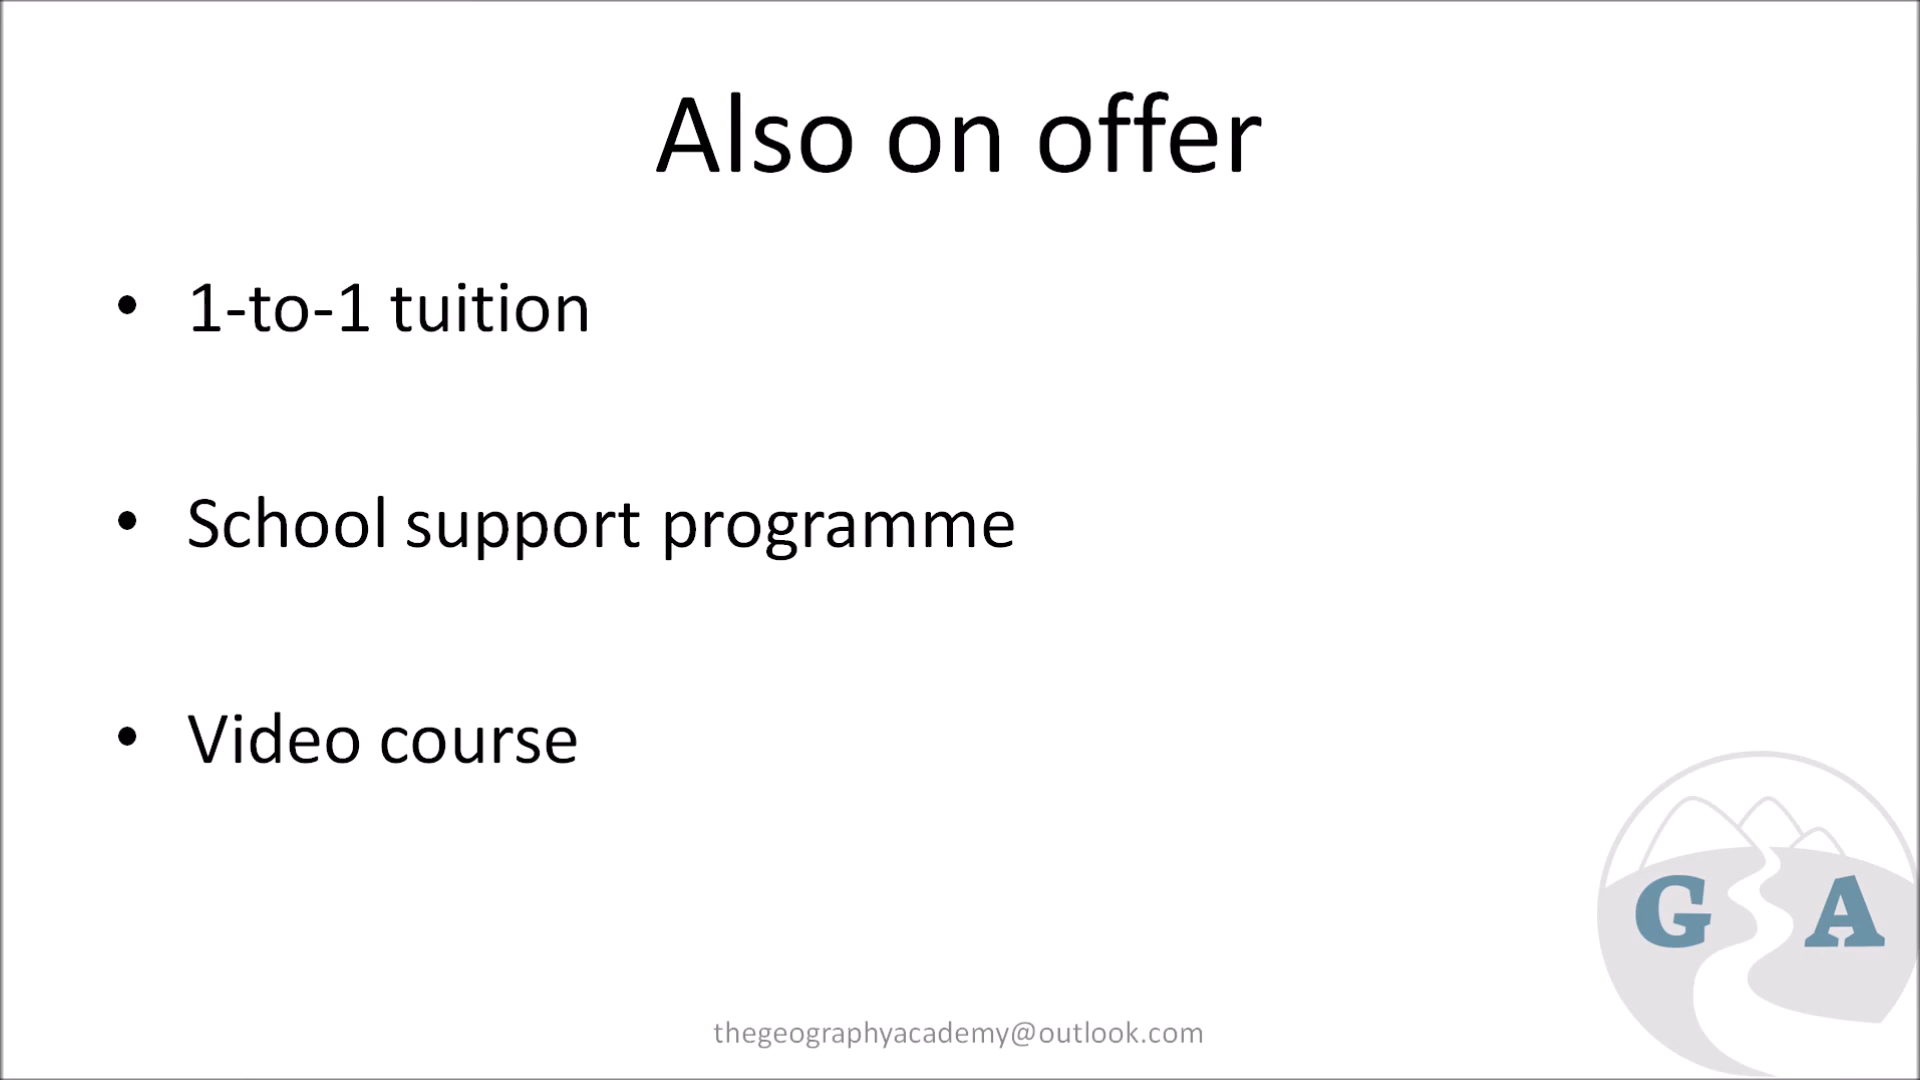 Also on offer
• 1-to-1 tuition
• School support programme
• Video course
G A
thegeographyacademy@outlook.com